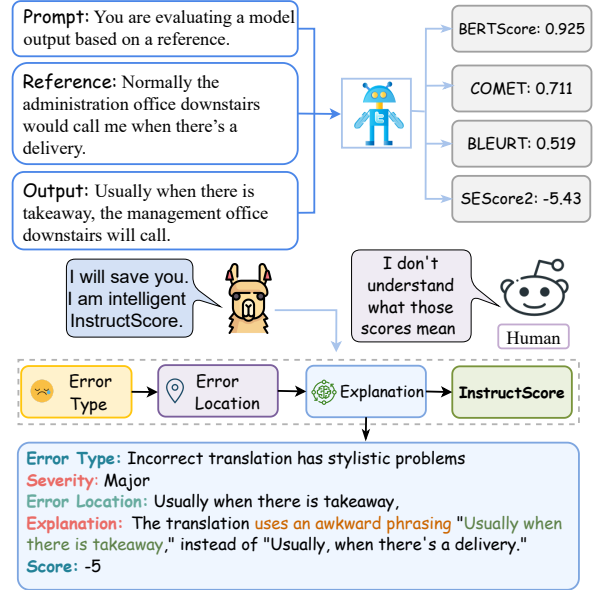 Prompt: You are evaluating a model
output based on a reference.
Reference: Normally the
administration office downstairs
would call me when there's a
delivery.
Output: Usually when there is
takeaway, the management office
downstairs will call.
BERTScore: 0.925
COMET: 0.711
BLEURT: 0.519
SEScore2: -5.43
I will save you.
I am intelligent
InstructScore.
I don't
understand
what those
scores mean
Human
Error
Type
Error
Location
Explanation
InstructScore
Error Type: Incorrect translation has stylistic problems
Severity: Major
Error Location: Usually when there is takeaway,
Explanation: The translation uses an awkward phrasing "Usually when
there is takeaway," instead of "Usually, when there's a delivery."
Score: -5